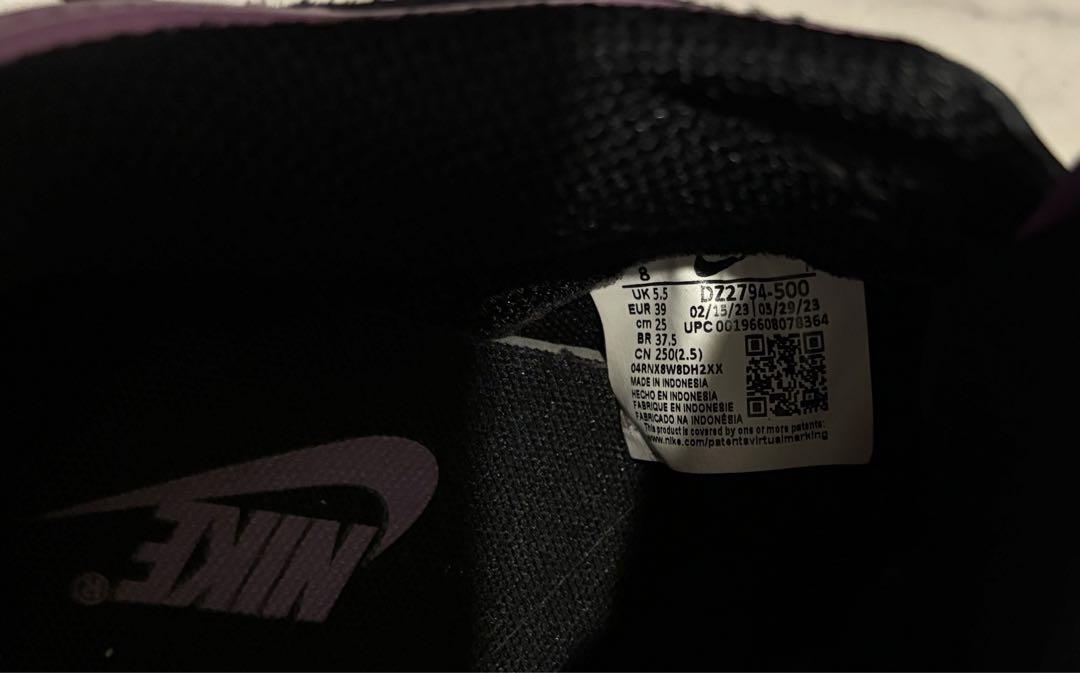 8
UK 5.5 DZ2794-500
EUR 39 02/15/23 05/29/23
cm 25 UPC 00196608078364
BR 37.5
CN 250(2.5)
04RNX8W8DH2XX
MADE IN INDONESIA
HECHO EN INDONESIA
FABRIQUE EN INDONESIE
FABRICADO NA INDONÉSIA
This product is covered by one or more patents:
www.nike.com/patentsvirtualmarking
NIKE®